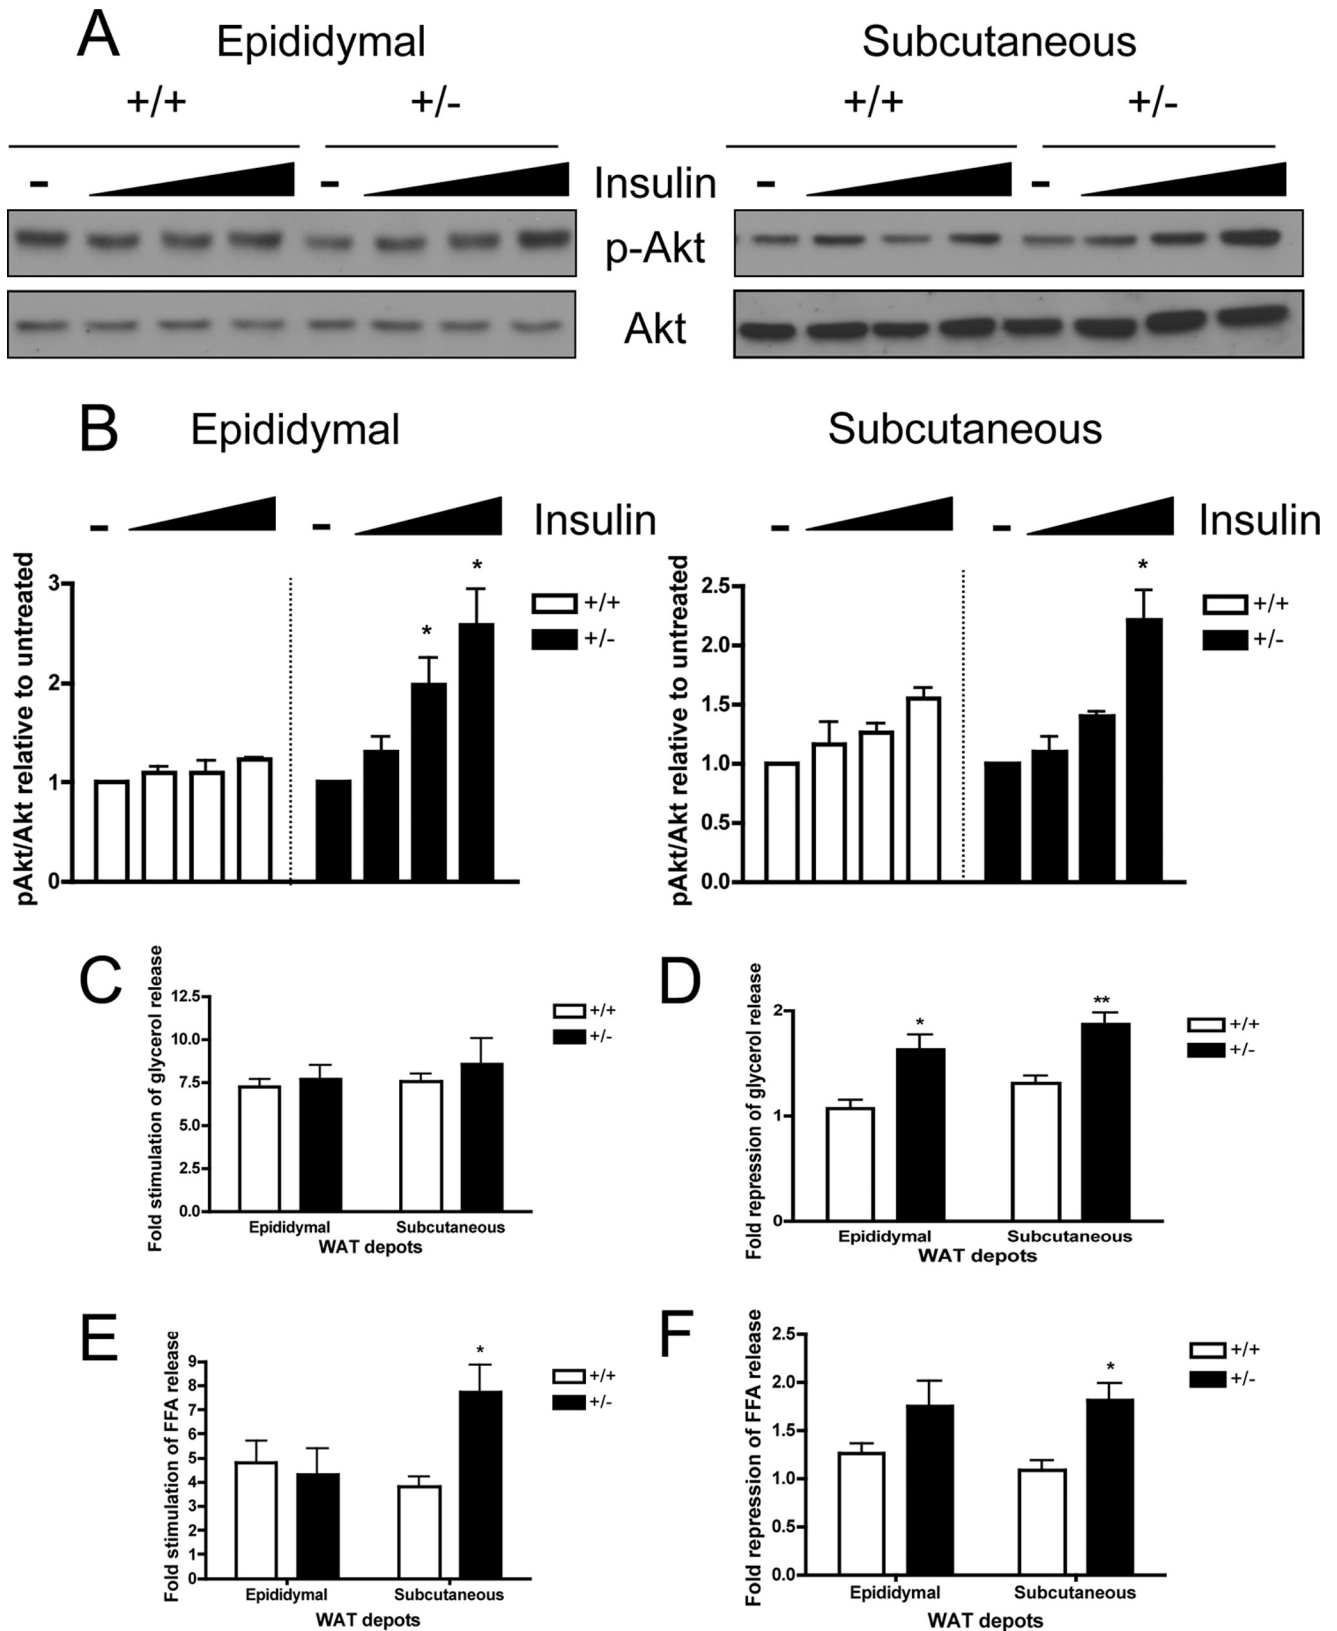 A
Epididymal
Subcutaneous
+/+
+/-
+/+
+/-
-
-
Insulin
-
-
p-Akt
Akt
B
Epididymal
Subcutaneous
-
-
Insulin
-
-
Insulin
pAkt/Akt relative to untreated
3
2
1
0
*
*
+/+
+/-
pAkt/Akt relative to untreated
2.5
2.0
1.5
1.0
0.5
0.0
*
+/+
+/-
C
Fold stimulation of glycerol release
12.5
10.0
7.5
5.0
2.5
0.0
+/+
+/-
Epididymal
Subcutaneous
WAT depots
D
Fold repression of glycerol release
2
1
0
*
**
+/+
+/-
Epididymal
Subcutaneous
WAT depots
E
Fold stimulation of FFA release
9
8
7
6
5
4
3
2
1
0
*
+/+
+/-
Epididymal
Subcutaneous
WAT depots
F
Fold repression of FFA release
2.5
2.0
1.5
1.0
0.5
0.0
*
+/+
+/-
Epididymal
Subcutaneous
WAT depots